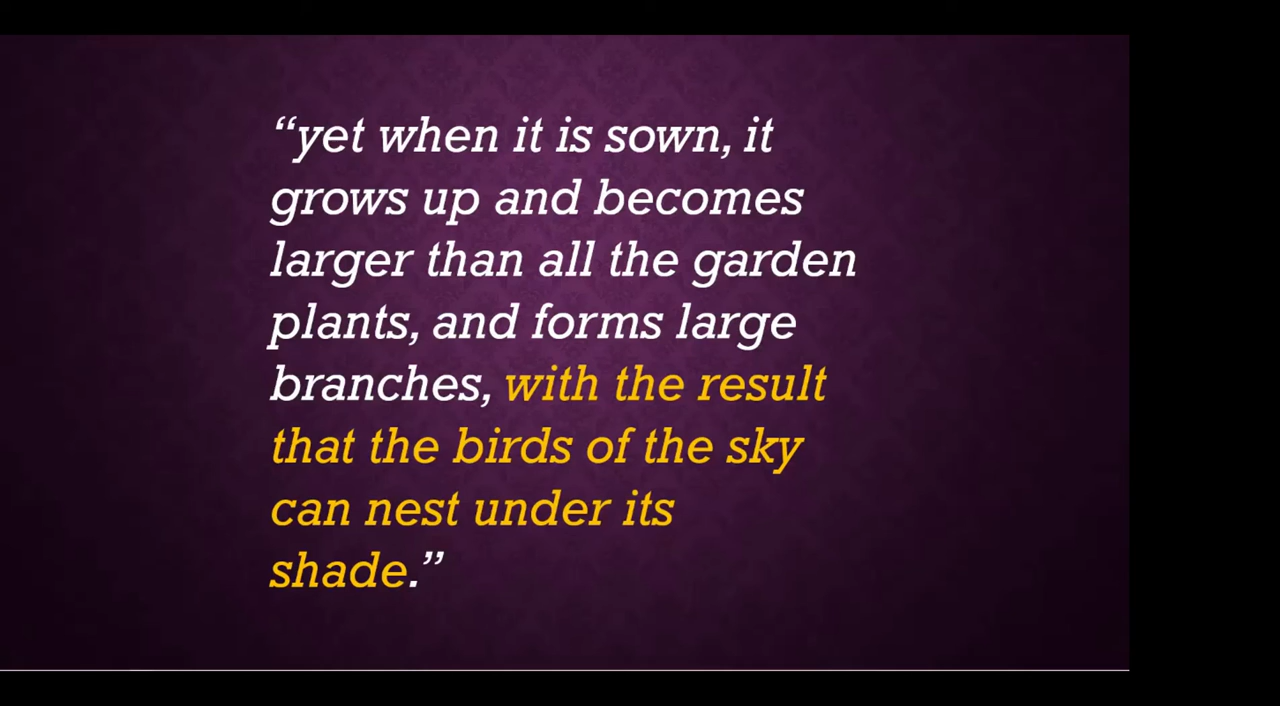 “yet when it is sown, it
grows up and becomes
larger than all the garden
plants, and forms large
branches, with the result
that the birds of the sky
can nest under its
shade.”